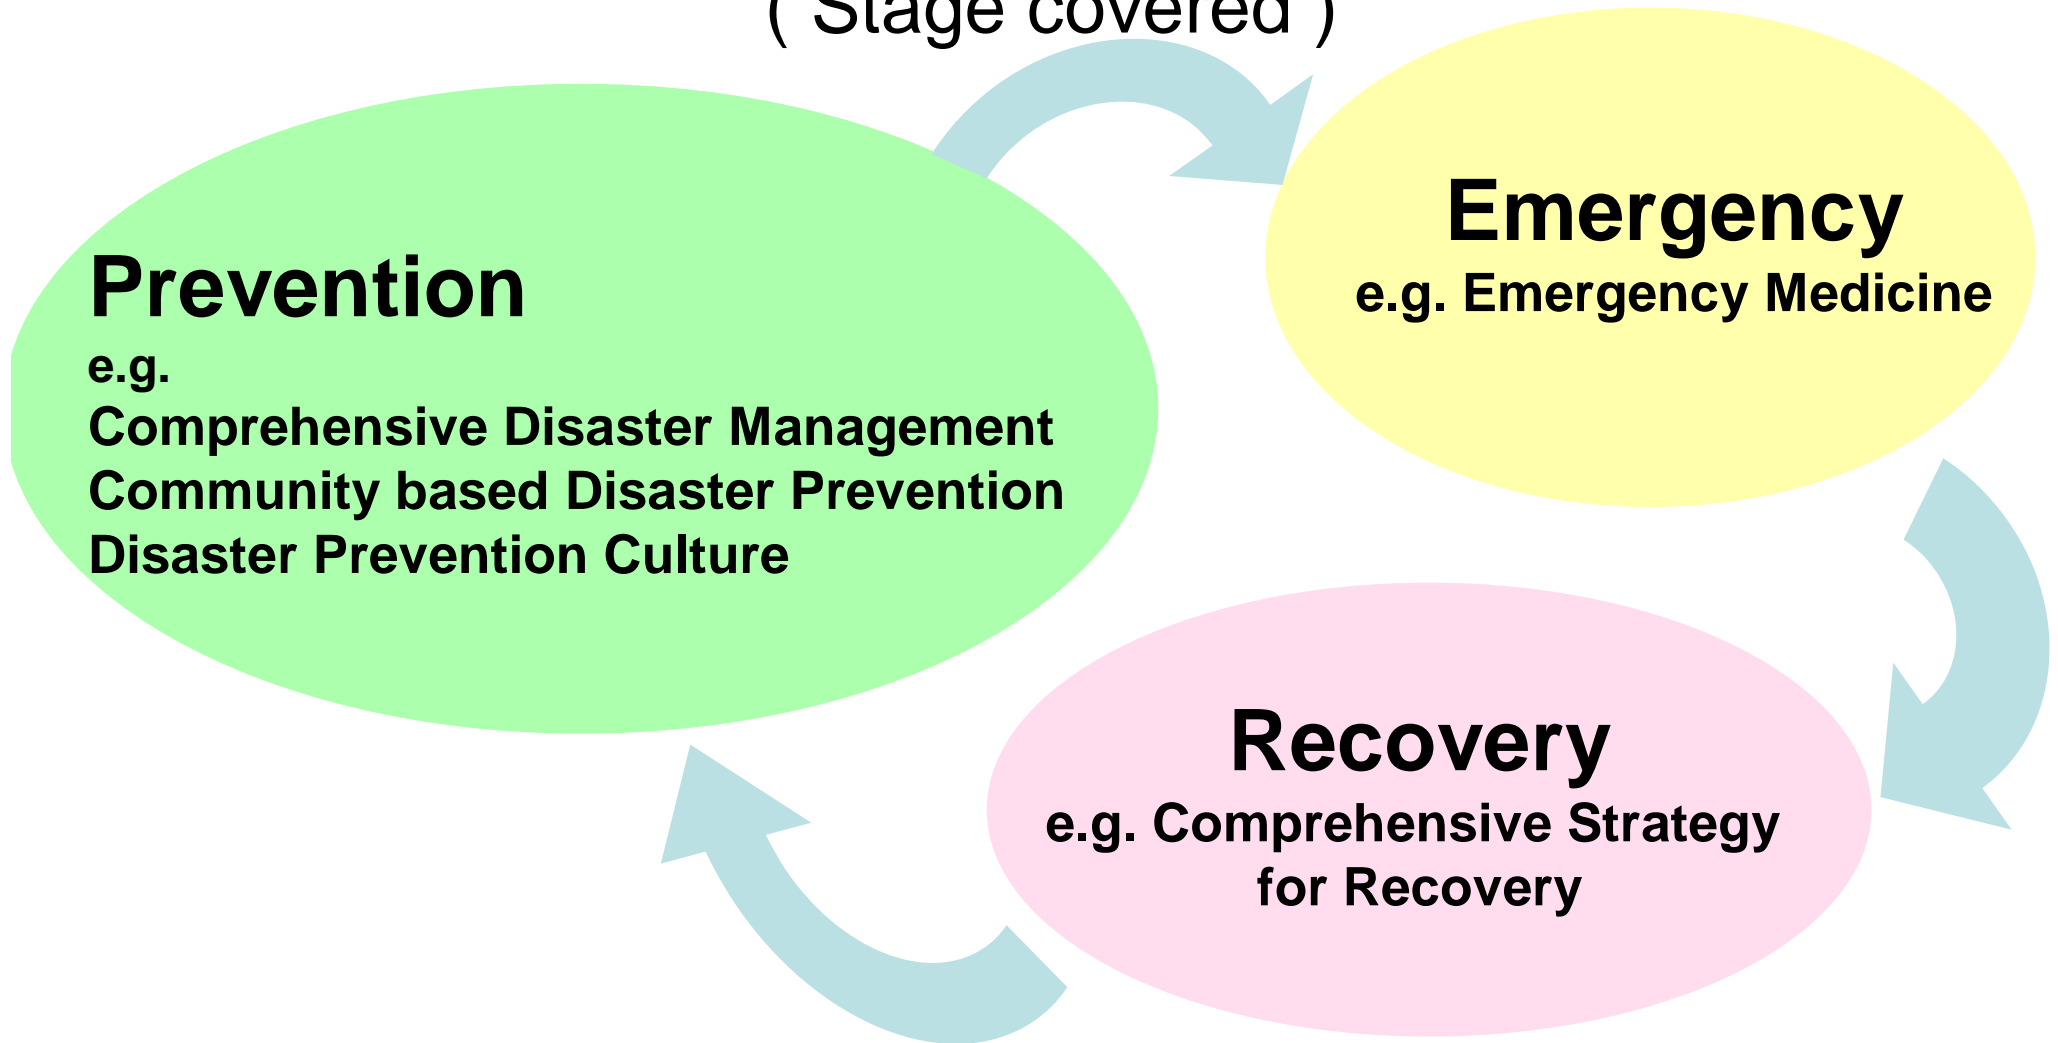 ( Stage covered )
Prevention
e.g.
Comprehensive Disaster Management
Community based Disaster Prevention
Disaster Prevention Culture
Emergency
e.g. Emergency Medicine
Recovery
e.g. Comprehensive Strategy
for Recovery